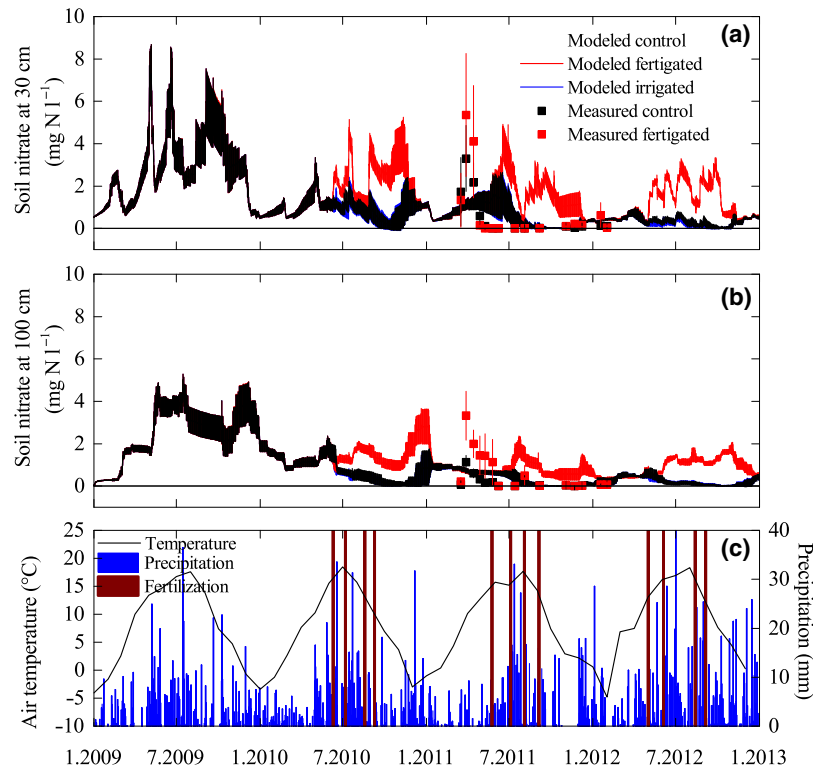 10
8
6
4
2
0
Soil nitrate at 30 cm
(mg N l⁻¹)
(a)
Modeled control
Modeled fertigated
Modeled irrigated
Measured control
Measured fertigated
10
8
6
4
2
0
Soil nitrate at 100 cm
(mg N l⁻¹)
(b)
25
20
15
10
5
0
-5
-10
Air temperature (°C)
(c)
Temperature
Precipitation
Fertilization
40
30
20
10
0
Precipitation (mm)
1.2009 7.2009 1.2010 7.2010 1.2011 7.2011 1.2012 7.2012 1.2013